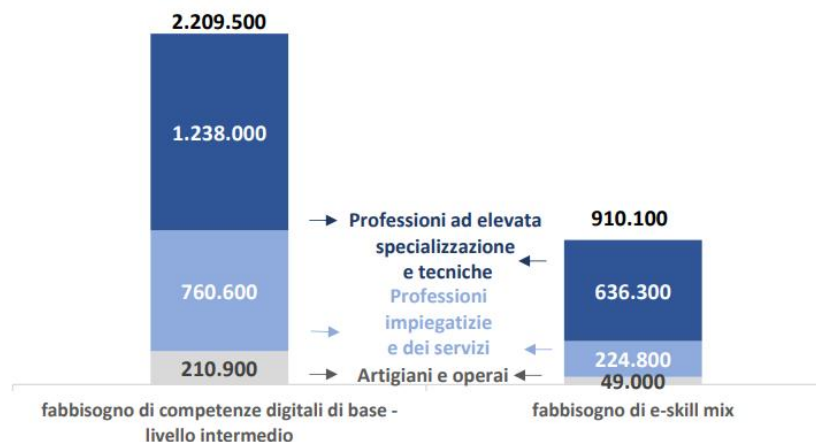 2.209.500
1.238.000
760.600
210.900
Professioni ad elevata
specializzazione
e tecniche
Professioni
impiegatizie
e dei servizi
Artigiani e operai
910.100
636.300
224.800
49.000
fabbisogno di competenze digitali di base -
livello intermedio
fabbisogno di e-skill mix